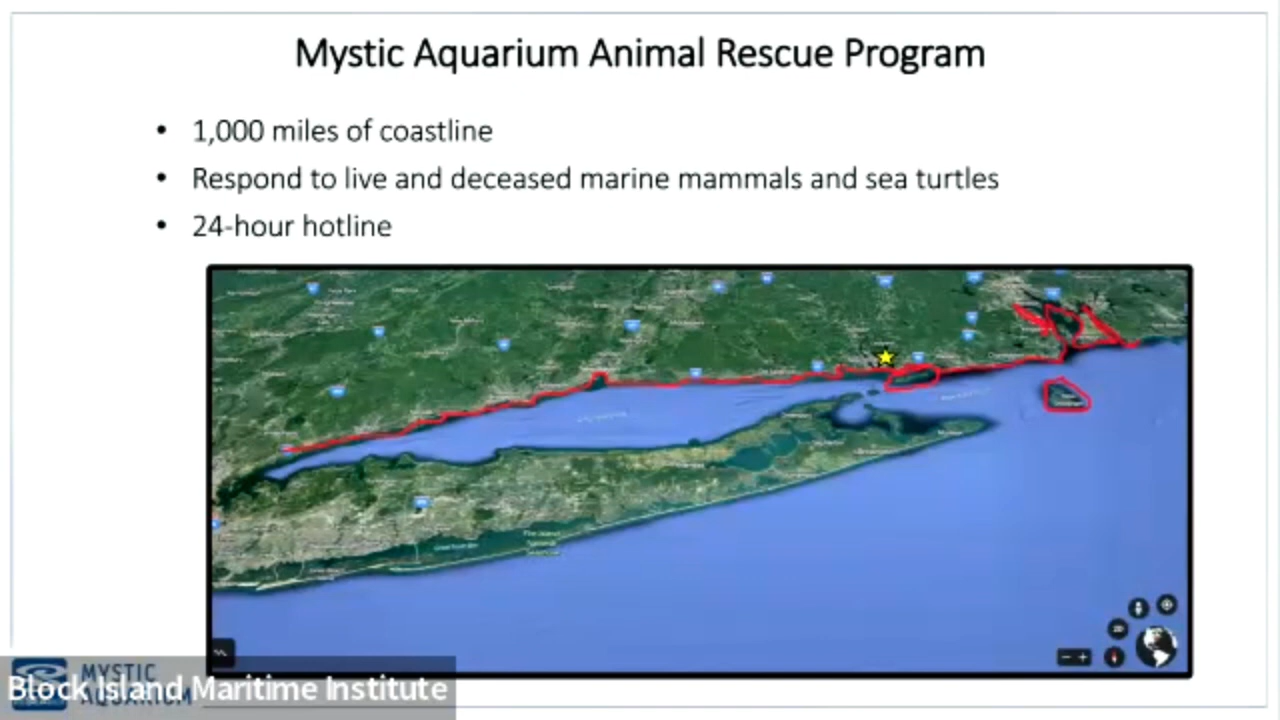 Mystic Aquarium Animal Rescue Program
• 1,000 miles of coastline
• Respond to live and deceased marine mammals and sea turtles
• 24-hour hotline
MYSTIC
AQUARIUM
Block Island Maritime Institute